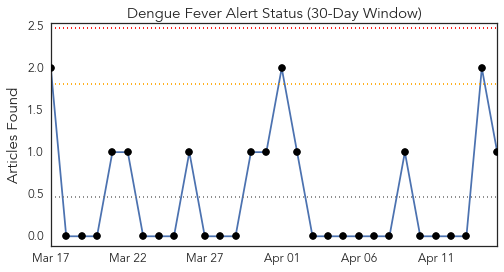 Dengue Fever Alert Status (30-Day Window)
2.5
2.0
1.5
1.0
0.5
0.0
Articles Found
Mar 17 Mar 22 Mar 27 Apr 01 Apr 06 Apr 11